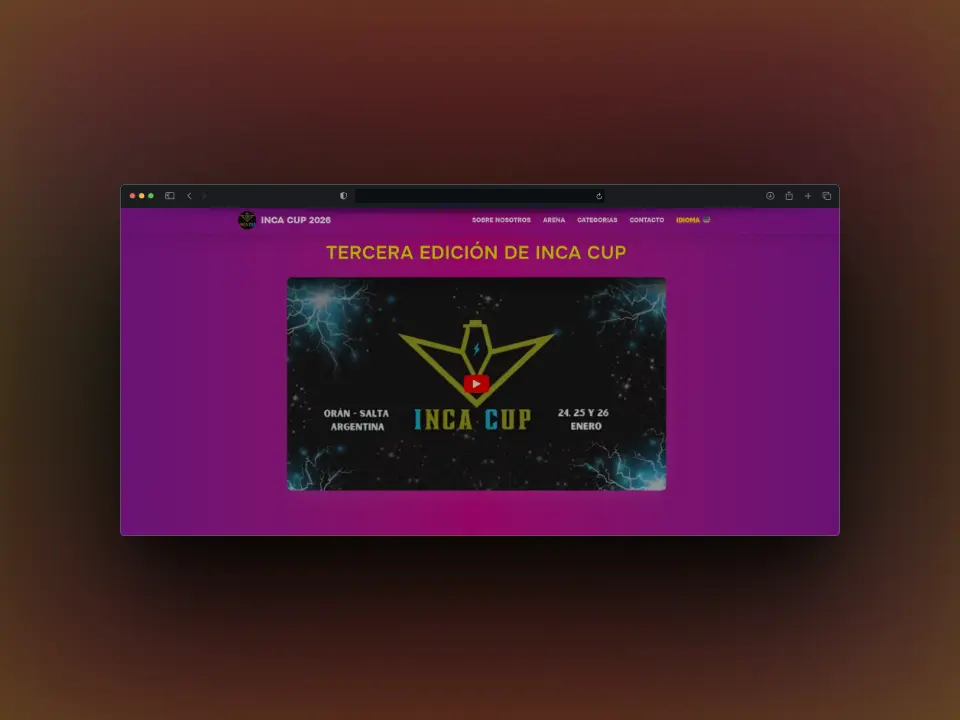 INCA CUP 2026
SOBRE NOSOTROS ARENA CATEGORIAS CONTACTO IDIOMA
TERCERA EDICIÓN DE INCA CUP
ORÁN - SALTA
ARGENTINA
INCA CUP
24, 25 Y 26
ENERO